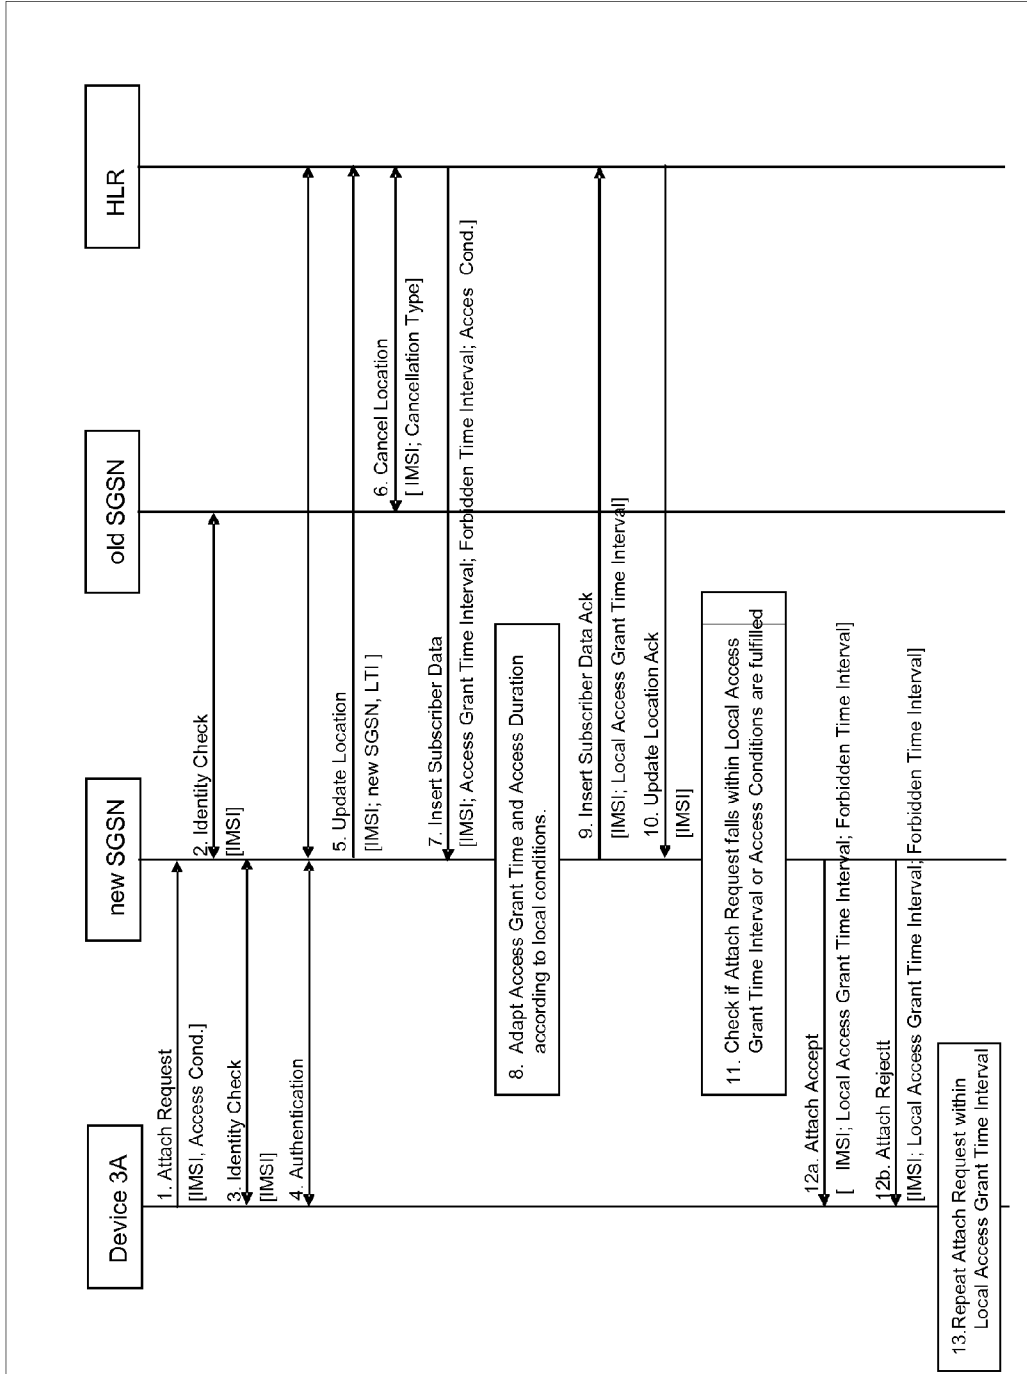 Device 3A
new SGSN
old SGSN
HLR
1. Attach Request
[IMSI, Access Cond.]
2. Identity Check
[IMSI]
3. Identity Check
[IMSI]
4. Authentication
5. Update Location
[IMSI; new SGSN, LTI ]
6. Cancel Location
[ IMSI; Cancellation Type]
7. Insert Subscriber Data
[IMSI; Access Grant Time Interval; Forbidden Time Interval; Acces Cond.]
8. Adapt Access Grant Time and Access Duration
according to local conditions.
9. Insert Subscriber Data Ack
[IMSI; Local Access Grant Time Interval]
10. Update Location Ack
[IMSI]
11. Check if Attach Request falls within Local Access
Grant Time Interval or Access Conditions are fulfilled
12a. Attach Accept
[ IMSI; Local Access Grant Time Interval; Forbidden Time Interval]
12b. Attach Rejectt
[IMSI; Local Access Grant Time Interval; Forbidden Time Interval]
13.Repeat Attach Request within
Local Access Grant Time Interval